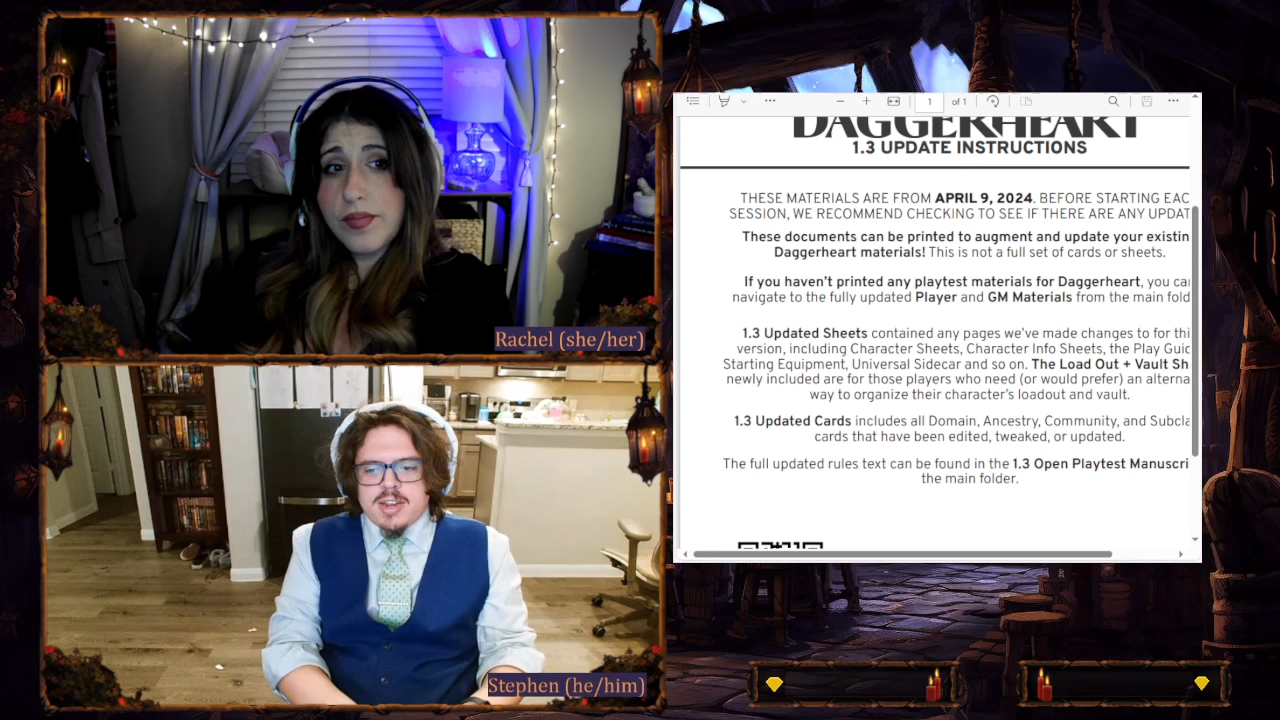 Rachel (she/her)
Stephen (he/him)
1 of 1
DAGGERHEART
1.3 UPDATE INSTRUCTIONS
THESE MATERIALS ARE FROM APRIL 9, 2024. BEFORE STARTING EAC
SESSION, WE RECOMMEND CHECKING TO SEE IF THERE ARE ANY UPDAT
These documents can be printed to augment and update your existin
Daggerheart materials! This is not a full set of cards or sheets.
If you haven't printed any playtest materials for Daggerheart, you can
navigate to the fully updated Player and GM Materials from the main fold
1.3 Updated Sheets contained any pages we've made changes to for thi
version, including Character Sheets, Character Info Sheets, the Play Guid
Starting Equipment, Universal Sidecar and so on. The Load Out + Vault Sh
newly included are for those players who need (or would prefer) an alterna
way to organize their character's loadout and vault.
1.3 Updated Cards includes all Domain, Ancestry, Community, and Subcla
cards that have been edited, tweaked, or updated.
The full updated rules text can be found in the 1.3 Open Playtest Manuscri
the main folder.